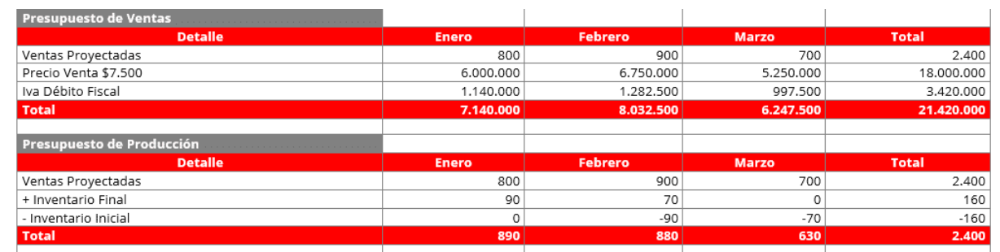 Presupuesto de Ventas
Detalle Enero Febrero Marzo Total
Ventas Proyectadas 800 900 700 2.400
Precio Venta $7.500 6.000.000 6.750.000 5.250.000 18.000.000
Iva Débito Fiscal 1.140.000 1.282.500 997.500 3.420.000
Total 7.140.000 8.032.500 6.247.500 21.420.000
Presupuesto de Producción
Detalle Enero Febrero Marzo Total
Ventas Proyectadas 800 900 700 2.400
+ Inventario Final 90 70 0 160
- Inventario Inicial 0 -90 -70 -160
Total 890 880 630 2.400